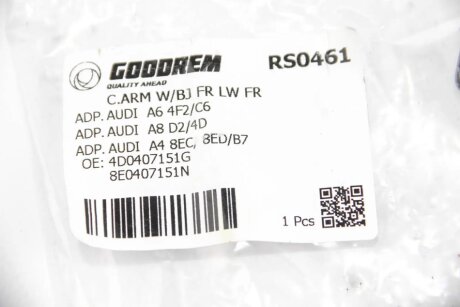 GOODREM
QUALITY AHEAD
RS0461
C.ARM W/BJ FR LW FR
ADP. AUDI A6 4F2/C6
ADP. AUDI A8 D2/4D
ADP. AUDI A4 8EC, 8ED/B7
OE: 4D0407151G
8E0407151N
1 Pcs